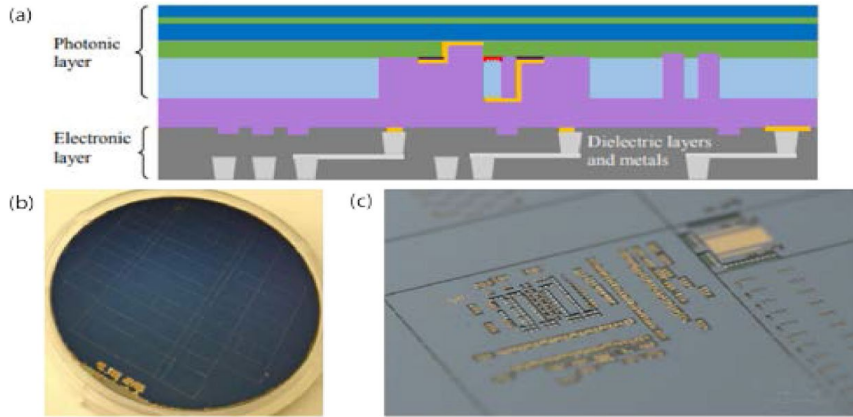 (a)
Photonic
layer
Electronic
layer
Dielectric layers
and metals
(b)
(c)